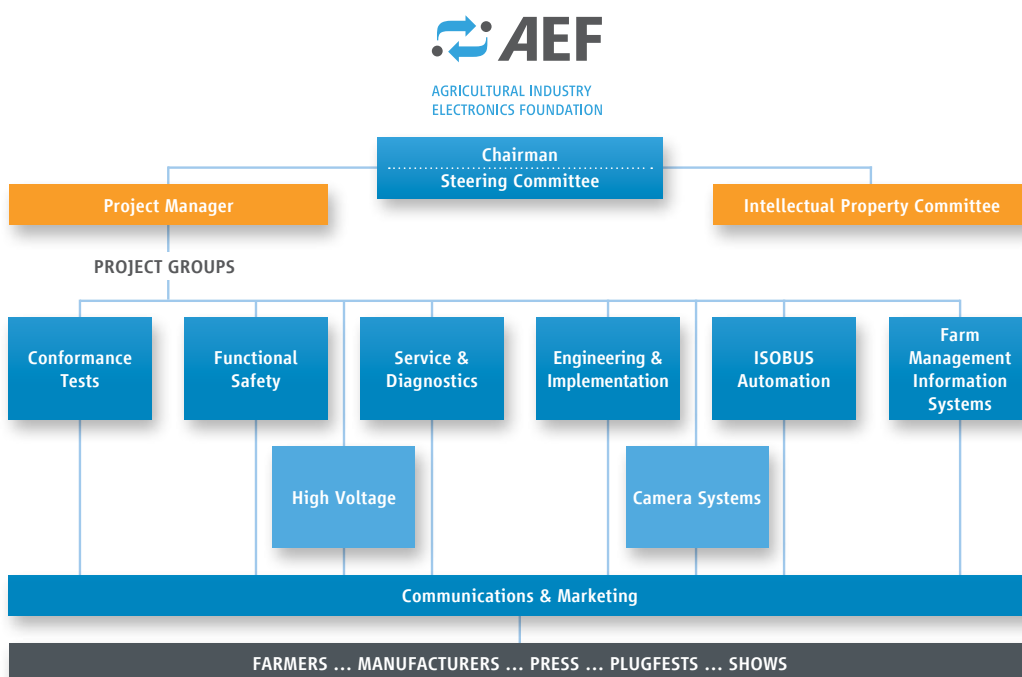 AEF
AGRICULTURAL INDUSTRY
ELECTRONICS FOUNDATION
Chairman
Steering Committee
Project Manager
Intellectual Property Committee
PROJECT GROUPS
Conformance
Tests
Functional
Safety
Service &
Diagnostics
Engineering &
Implementation
ISOBUS
Automation
Farm
Management
Information
Systems
High Voltage
Camera Systems
Communications & Marketing
FARMERS ... MANUFACTURERS ... PRESS ... PLUGFESTS ... SHOWS